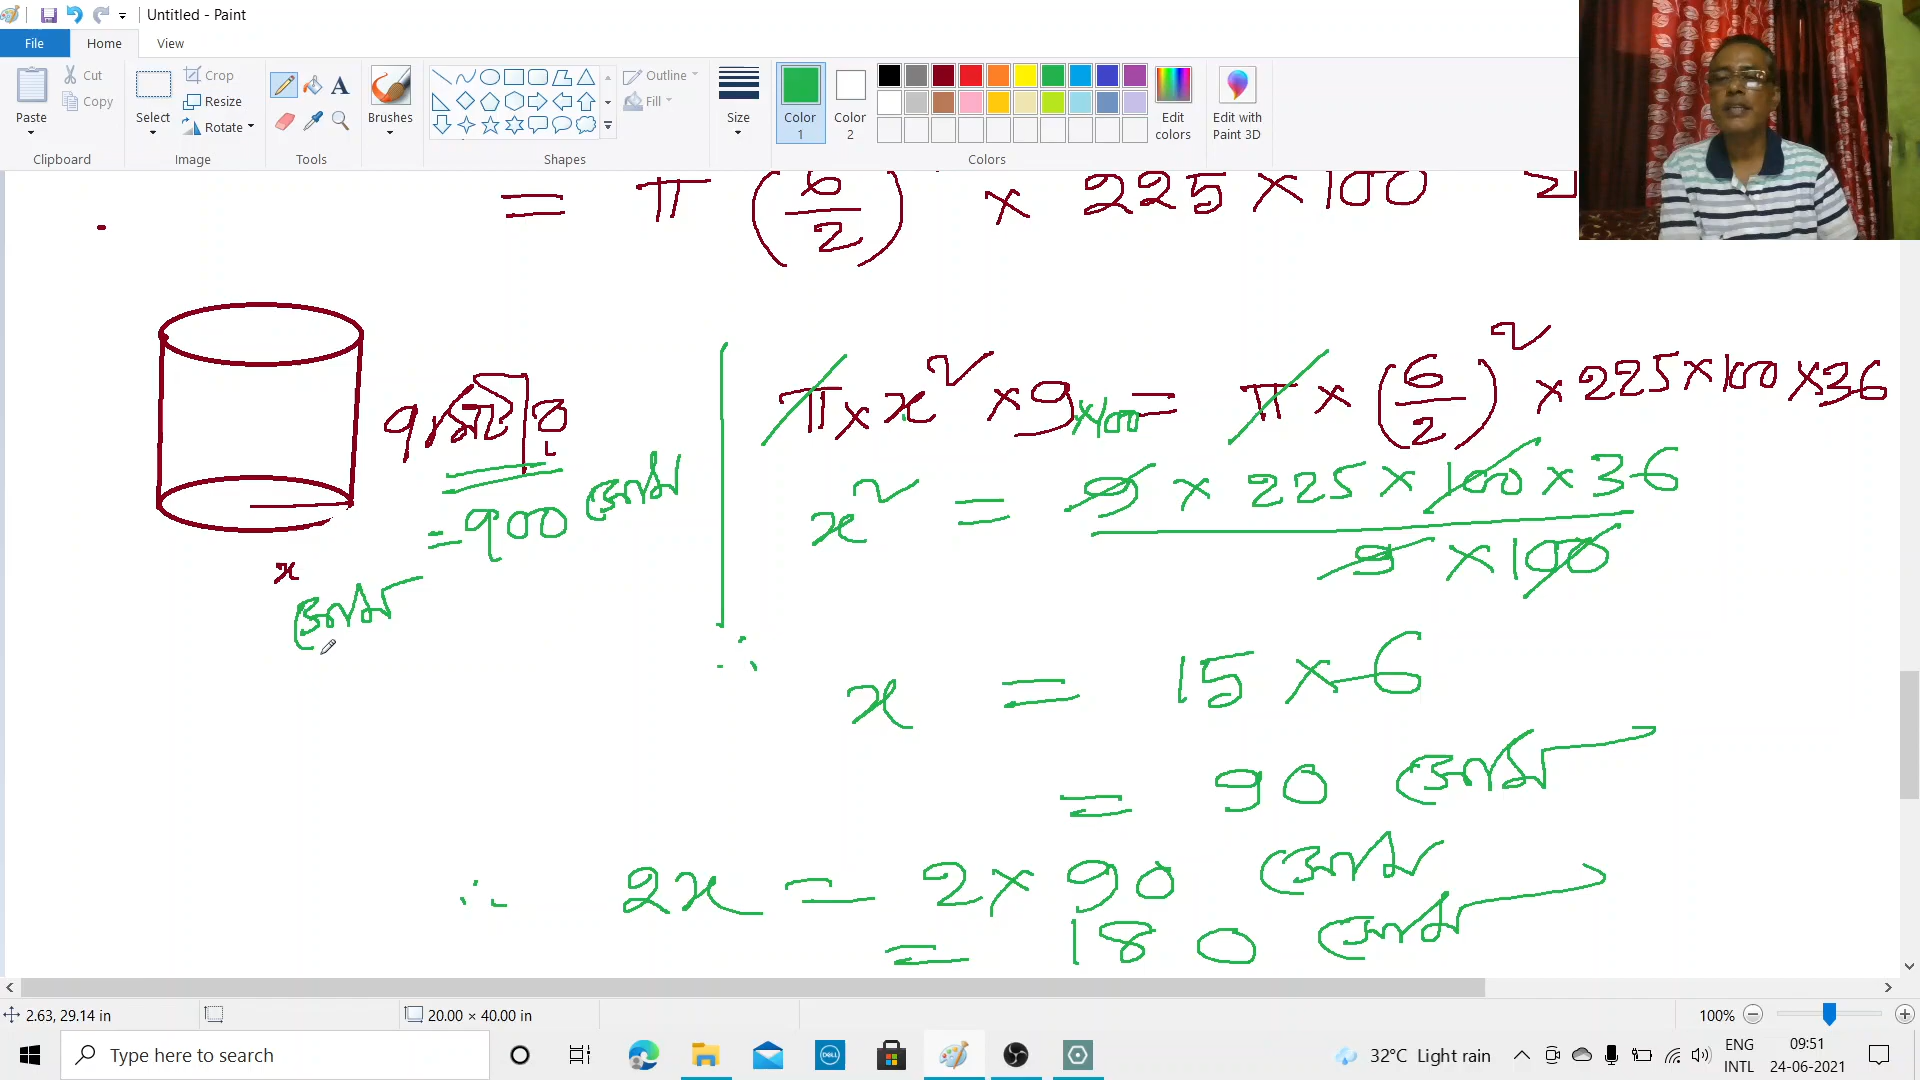 Untitled - Paint
File Home View
Paste Cut Copy Clipboard
Select Crop Resize Rotate Image
Tools
Brushes
Outline Fill Shapes
Size
Color 1 Color 2
Edit colors Colors
Edit with Paint 3D
= π (6/2) × 225 × 100
9 মিটার
= 900 সেমি
x
সেমি
π × x² × 9 × 100 = π × (6/2)² × 225 × 100 × 36
x² = 9 × 225 × 100 × 36
9 × 100
∴ x = 15 × 6
= 90 সেমি
∴ 2x = 2 × 90 সেমি
= 180 সেমি
2.63, 29.14 in 20.00 × 40.00 in 100%
Type here to search 32°C Light rain ENG INTL 09:51 24-06-2021